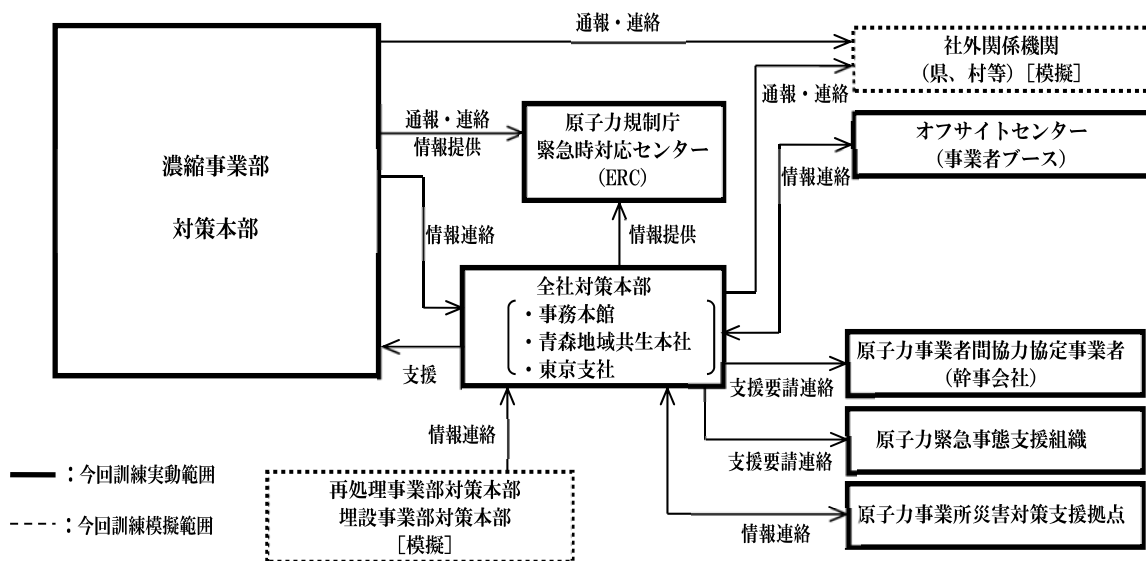 通報・連絡
社外関係機関
（県、村等）［模擬］
通報・連絡
通報・連絡
情報提供
原子力規制庁
緊急時対応センター
（ERC）
オフサイトセンター
（事業者ブース）
情報連絡
濃縮事業部
対策本部
情報連絡
情報提供
全社対策本部
・事務本館
・青森地域共生本社
・東京支社
支援
原子力事業者間協力協定事業者
（幹事会社）
支援要請連絡
情報連絡
原子力緊急事態支援組織
支援要請連絡
：今回訓練実動範囲
：今回訓練模擬範囲
再処理事業部対策本部
埋設事業部対策本部
［模擬］
原子力事業所災害対策支援拠点
情報連絡